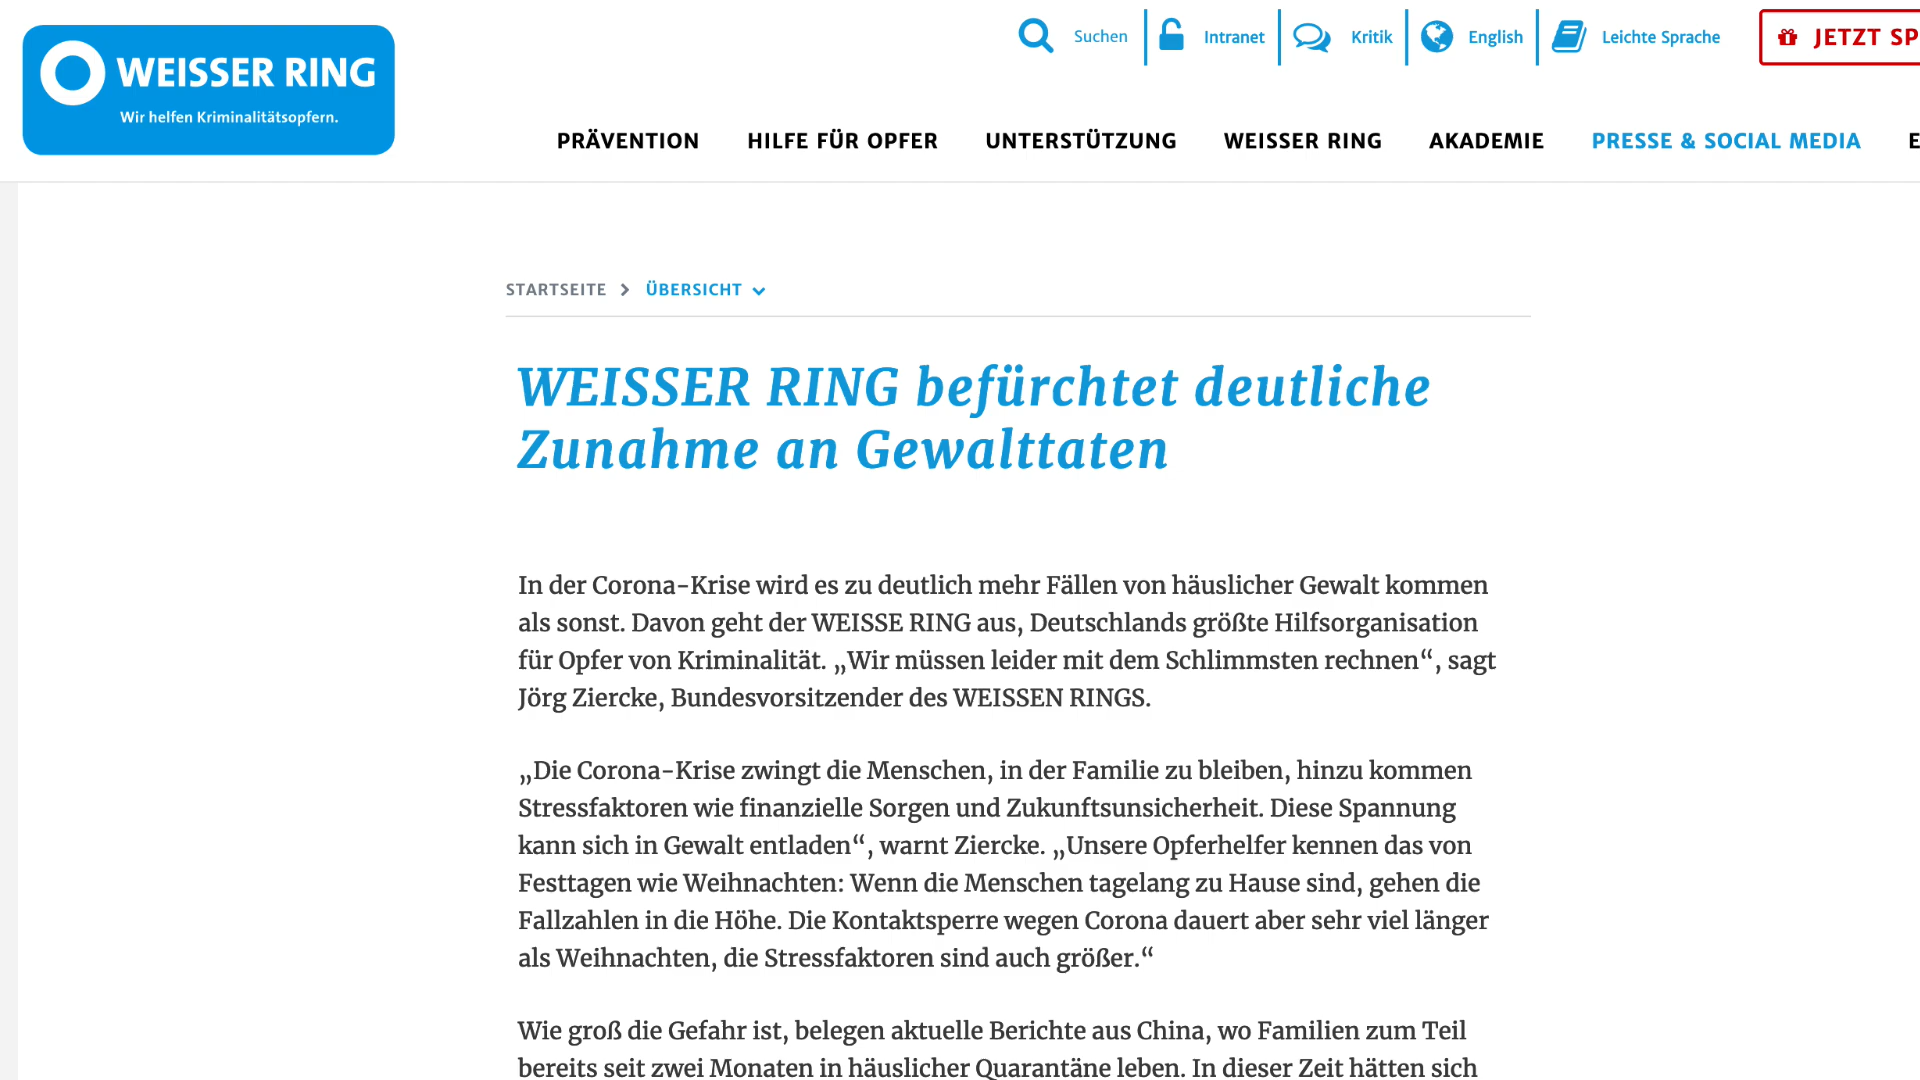 WEISSER RING
Wir helfen Kriminalitätsopfern.
Suchen
Intranet
Kritik
English
Leichte Sprache
JETZT SP
PRÄVENTION
HILFE FÜR OPFER
UNTERSTÜTZUNG
WEISSER RING
AKADEMIE
PRESSE & SOCIAL MEDIA
E
STARTSEITE
ÜBERSICHT
WEISSER RING befürchtet deutliche
Zunahme an Gewalttaten
In der Corona-Krise wird es zu deutlich mehr Fällen von häuslicher Gewalt kommen
als sonst. Davon geht der WEISSE RING aus, Deutschlands größte Hilfsorganisation
für Opfer von Kriminalität. „Wir müssen leider mit dem Schlimmsten rechnen“, sagt
Jörg Ziercke, Bundesvorsitzender des WEISSEN RINGS.
„Die Corona-Krise zwingt die Menschen, in der Familie zu bleiben, hinzu kommen
Stressfaktoren wie finanzielle Sorgen und Zukunftsunsicherheit. Diese Spannung
kann sich in Gewalt entladen“, warnt Ziercke. „Unsere Opferhelfer kennen das von
Festtagen wie Weihnachten: Wenn die Menschen tagelang zu Hause sind, gehen die
Fallzahlen in die Höhe. Die Kontaktsperre wegen Corona dauert aber sehr viel länger
als Weihnachten, die Stressfaktoren sind auch größer.“
Wie groß die Gefahr ist, belegen aktuelle Berichte aus China, wo Familien zum Teil
bereits seit zwei Monaten in häuslicher Quarantäne leben. In dieser Zeit hätten sich